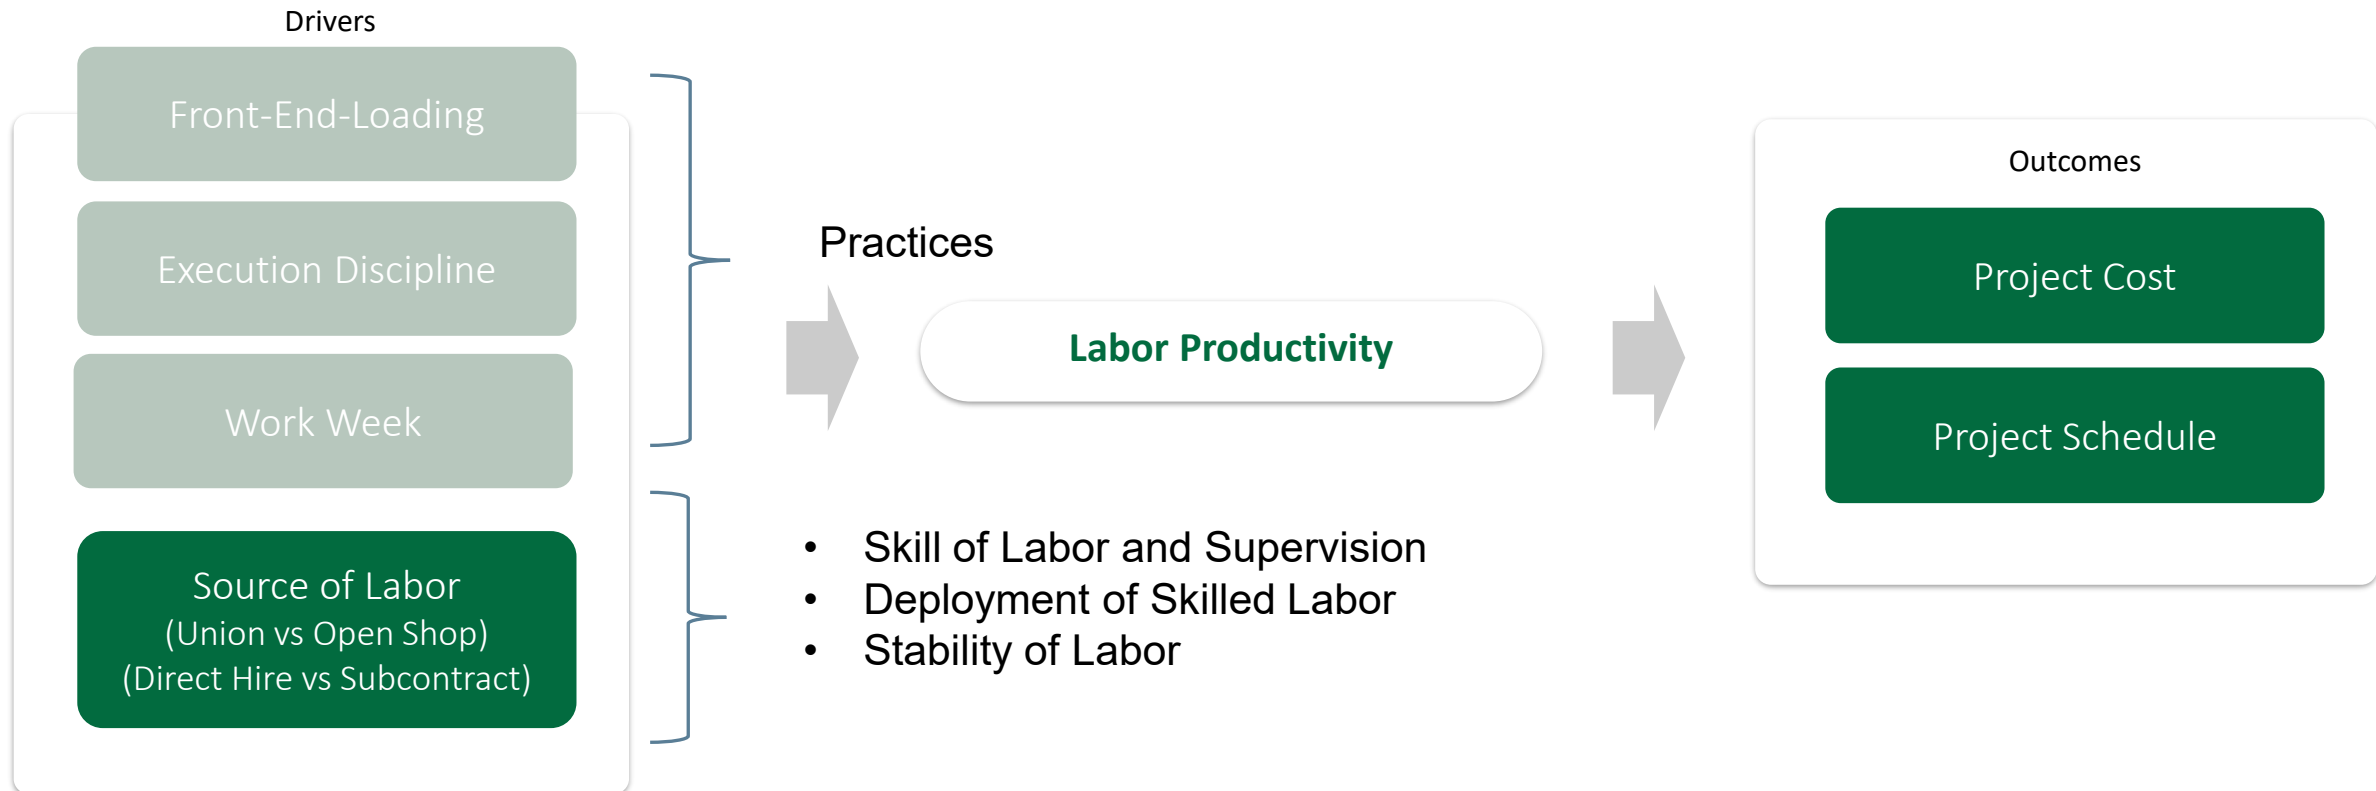 Drivers
Front-End-Loading
Execution Discipline
Work Week
Source of Labor
(Union vs Open Shop)
(Direct Hire vs Subcontract)
Practices
Labor Productivity
• Skill of Labor and Supervision
• Deployment of Skilled Labor
• Stability of Labor
Outcomes
Project Cost
Project Schedule